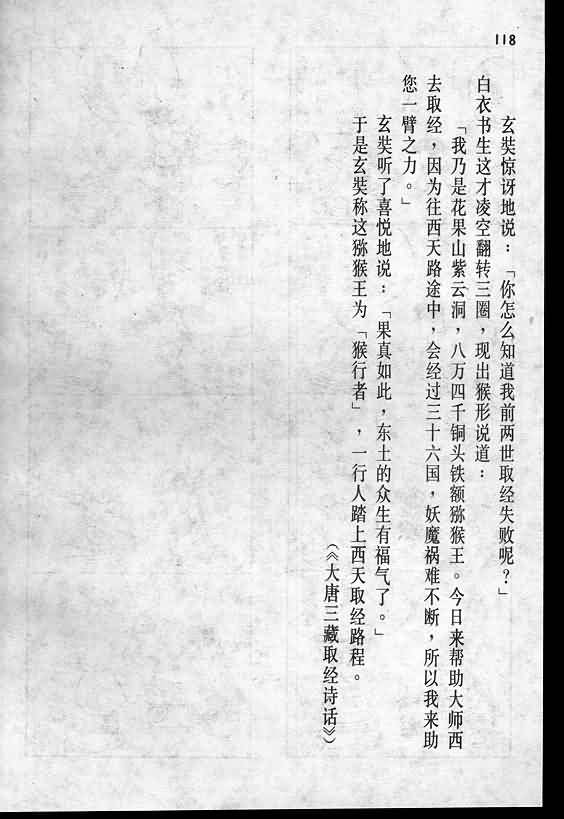 118
玄奘惊讶地说：「你怎么知道我前两世取经失败呢？」
白衣书生这才凌空翻转三圈，现出猴形说道：
「我乃是花果山紫云洞，八万四千铜头铁额猕猴王。今日来帮助大师西
去取经，因为往西天路途中，会经过三十六国，妖魔祸难不断，所以我来助
您一臂之力。」
玄奘听了喜悦地说：「果真如此，东土的众生有福气了。」
于是玄奘称这猕猴王为「猴行者」，一行人踏上西天取经路程。
（《大唐三藏取经诗话》）